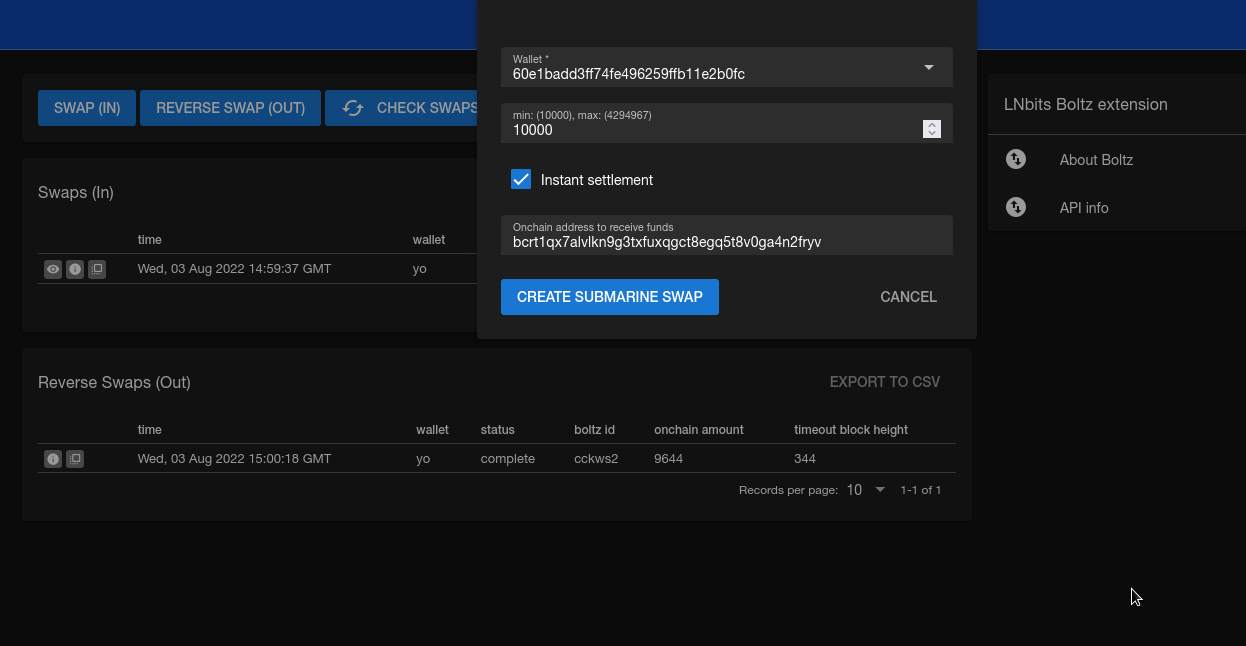 Wallet *
60e1badd3ff74fe496259ffb11e2b0fc
min: (10000), max: (4294967)
10000
Instant settlement
Onchain address to receive funds
bcrt1qx7alvlkn9g3txfuxqgct8egq5t8v0ga4n2fryv
CREATE SUBMARINE SWAP CANCEL
SWAP (IN) REVERSE SWAP (OUT) CHECK SWAPS
Swaps (In)
time wallet
Wed, 03 Aug 2022 14:59:37 GMT yo
Reverse Swaps (Out) EXPORT TO CSV
time wallet status boltz id onchain amount timeout block height
Wed, 03 Aug 2022 15:00:18 GMT yo complete cckws2 9644 344
Records per page: 10 1-1 of 1
LNbits Boltz extension
About Boltz
API info